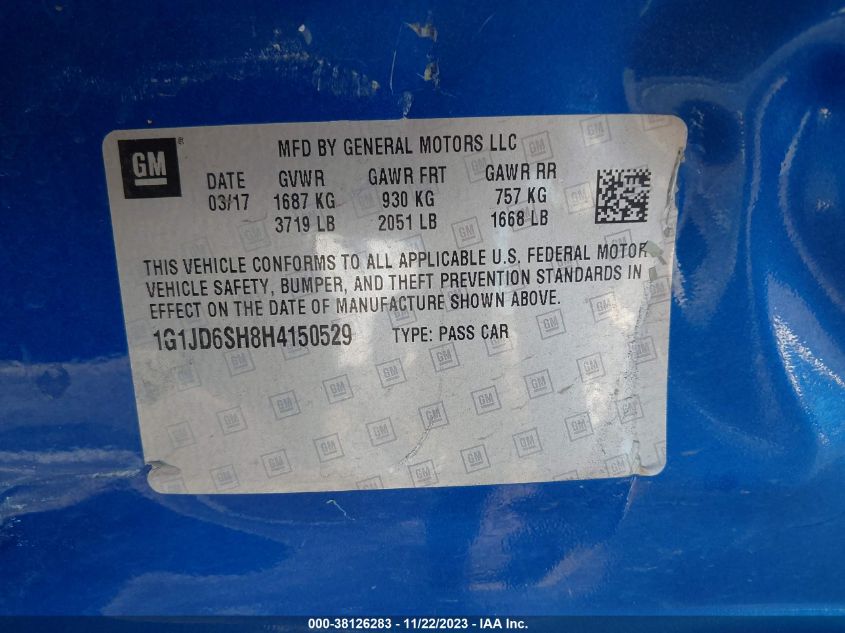 GM ®
MFD BY GENERAL MOTORS LLC
DATE GVWR GAWR FRT GAWR RR
03/17 1687 KG 930 KG 757 KG
3719 LB 2051 LB 1668 LB
THIS VEHICLE CONFORMS TO ALL APPLICABLE U.S. FEDERAL MOTOR
VEHICLE SAFETY, BUMPER, AND THEFT PREVENTION STANDARDS IN
EFFECT ON THE DATE OF MANUFACTURE SHOWN ABOVE.
1G1JD6SH8H4150529 TYPE: PASS CAR
000-38126283 - 11/22/2023 - IAA Inc.